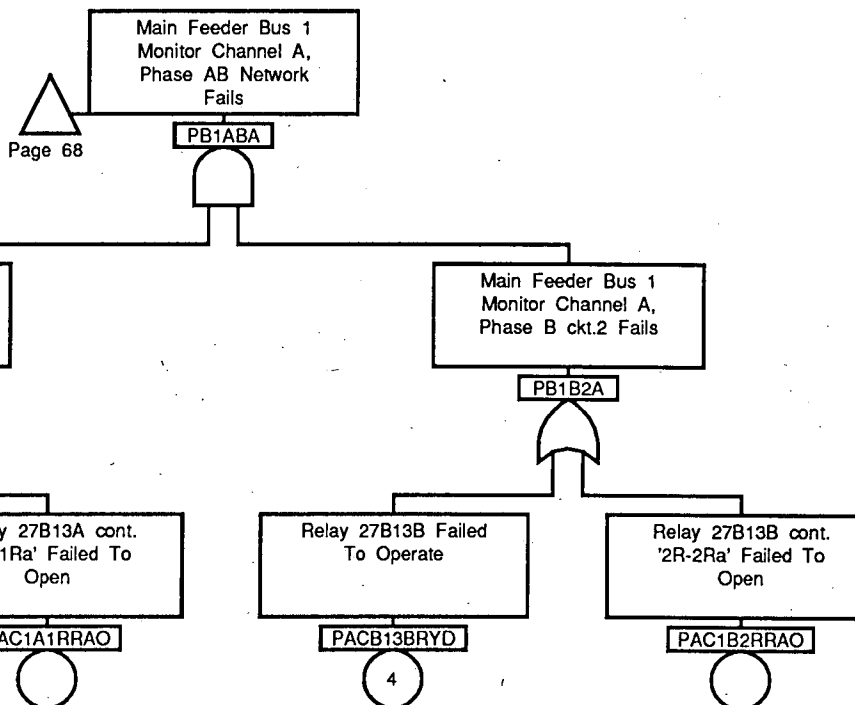 Main Feeder Bus 1
Monitor Channel A,
Phase AB Network
Fails
Page 68
PB1ABA
Main Feeder Bus 1
Monitor Channel A,
Phase B ckt.2 Fails
PB1B2A
27B13A cont.
1Ra' Failed To
Open
AC1A1RRAO
Relay 27B13B Failed
To Operate
PACB13BRYD
4
Relay 27B13B cont.
'2R-2Ra' Failed To
Open
PAC1B2RRAO